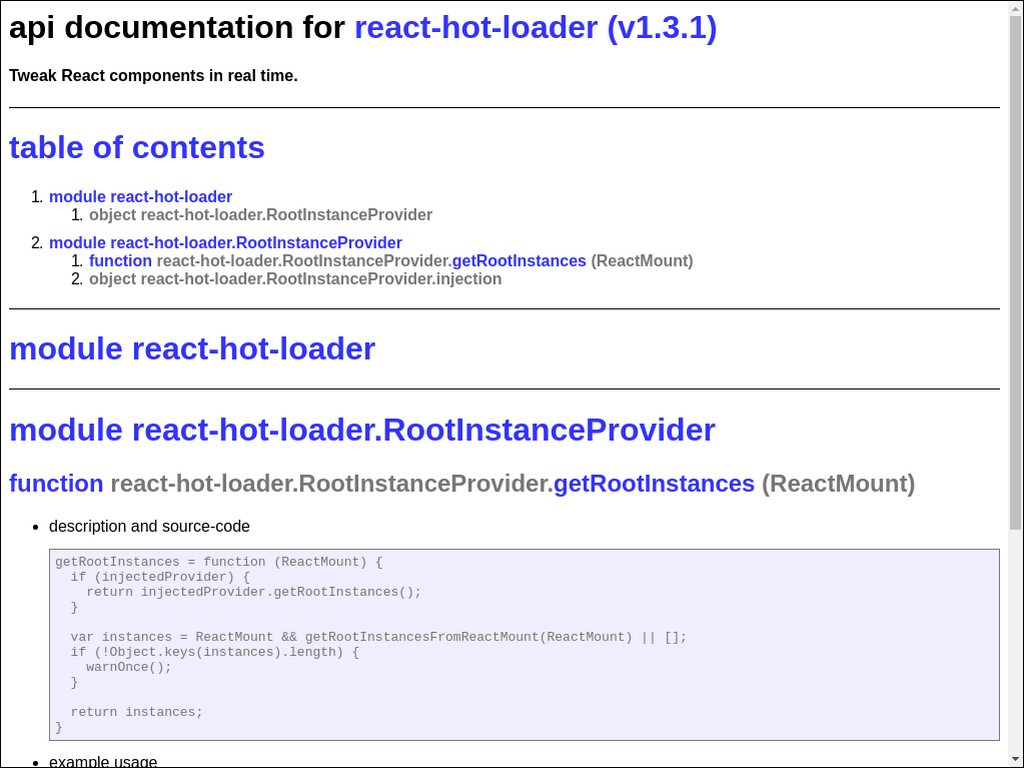 api documentation for react-hot-loader (v1.3.1)
Tweak React components in real time.
table of contents
1. module react-hot-loader
1. object react-hot-loader.RootInstanceProvider
2. module react-hot-loader.RootInstanceProvider
1. function react-hot-loader.RootInstanceProvider.getRootInstances (ReactMount)
2. object react-hot-loader.RootInstanceProvider.injection
module react-hot-loader
module react-hot-loader.RootInstanceProvider
function react-hot-loader.RootInstanceProvider.getRootInstances (ReactMount)
• description and source-code
getRootInstances = function (ReactMount) {
  if (injectedProvider) {
    return injectedProvider.getRootInstances();
  }
  var instances = ReactMount && getRootInstancesFromReactMount(ReactMount) || [];
  if (!Object.keys(instances).length) {
    warnOnce();
  }
  return instances;
}
• example usage